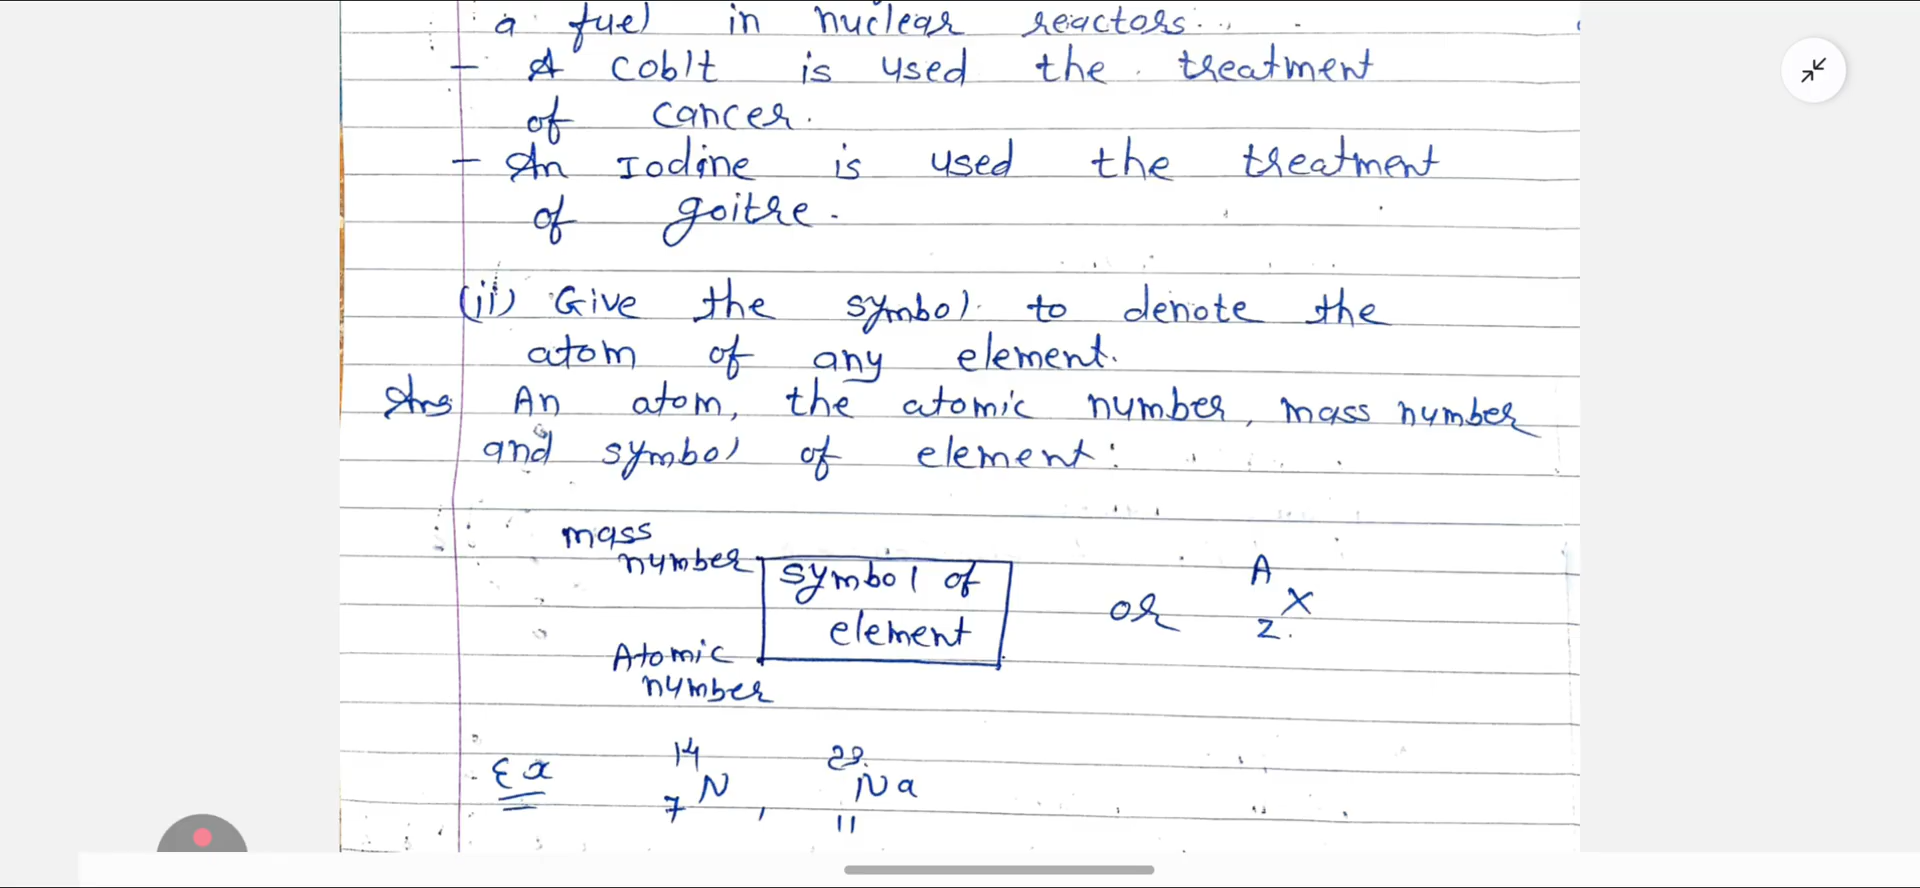 a fuel in nuclear reactors.
- A coblt is used the treatment
of cancer.
- An Iodine is used the treatment
of goitre.
(ii) Give the symbol to denote the
atom of any element.
Ans An atom, the atomic number, mass number
and symbol of element:
mass
number
symbol of
element
Atomic
number
or
A
X
Z
Ex
14
N
7
,
23
Na
11